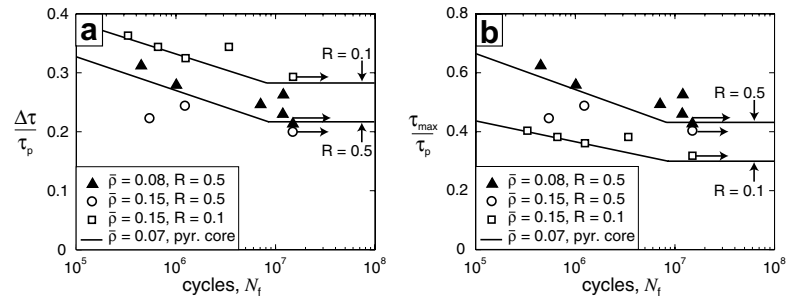 a
0.4
0.3
0.2
0.1
0
Δτ
τp
R = 0.1
R = 0.5
ρ̄ = 0.08, R = 0.5
ρ̄ = 0.15, R = 0.5
ρ̄ = 0.15, R = 0.1
ρ̄ = 0.07, pyr. core
10^5
10^6
10^7
10^8
cycles, Nf
b
0.8
0.6
0.4
0.2
0
τmax
τp
R = 0.5
R = 0.1
ρ̄ = 0.08, R = 0.5
ρ̄ = 0.15, R = 0.5
ρ̄ = 0.15, R = 0.1
ρ̄ = 0.07, pyr. core
10^5
10^6
10^7
10^8
cycles, Nf